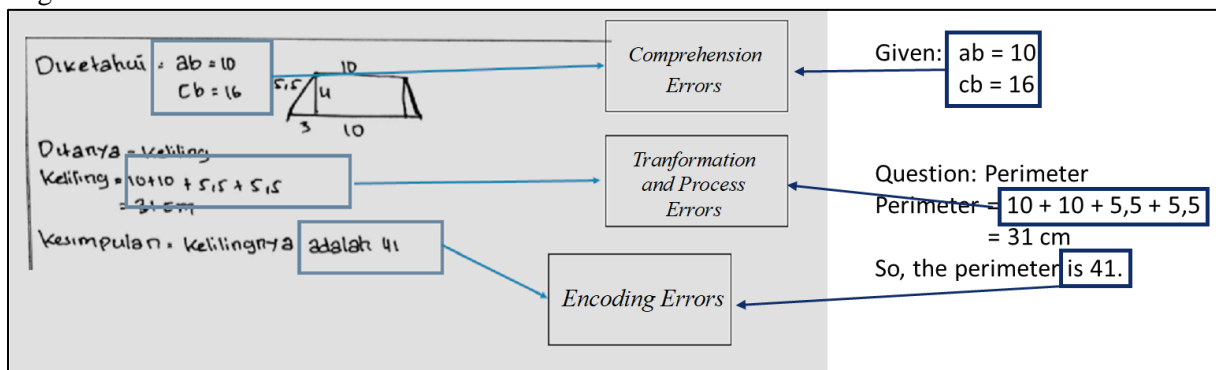 Diketahui = ab = 10
cb = 16
10
5,5
4
3
10
Comprehension
Errors
Given: ab = 10
cb = 16
Ditanya = Keliling
Keliling = 10+10 + 5,5 + 5,5
= 31 cm
Tranformation
and Process
Errors
Question: Perimeter
Perimeter = 10 + 10 + 5,5 + 5,5
= 31 cm
Kesimpulan = Kelilingnya adalah 41
So, the perimeter is 41.
Encoding Errors